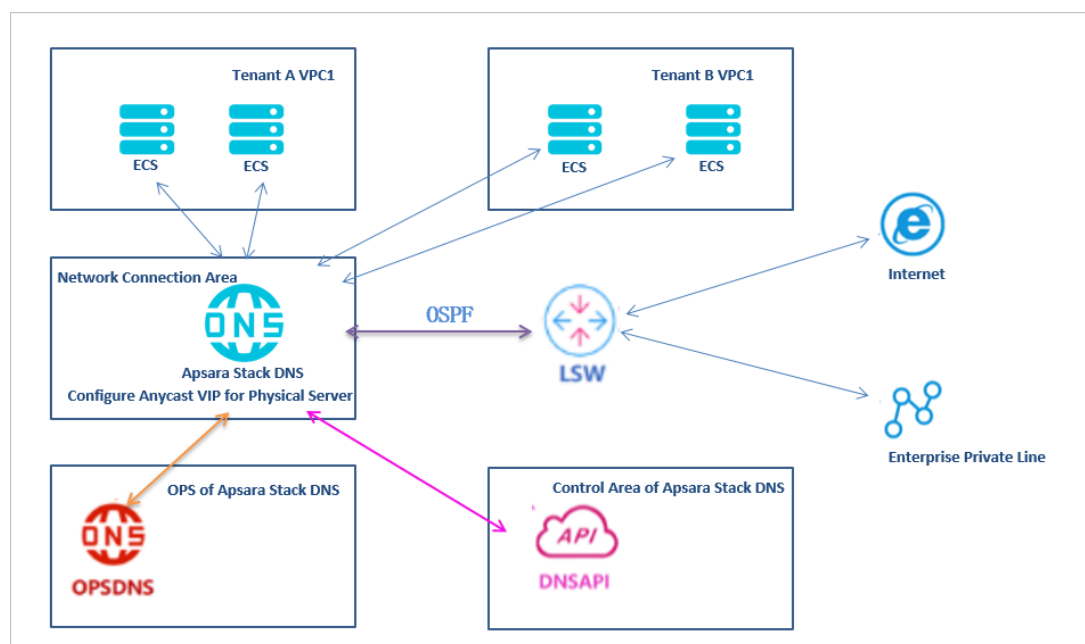 Tenant A VPC1
Tenant B VPC1
ECS
ECS
ECS
ECS
Network Connection Area
DNS
Apsara Stack DNS
Configure Anycast VIP for Physical Server
OSPF
LSW
Internet
Enterprise Private Line
OPS of Apsara Stack DNS
DNS
OPSDNS
Control Area of Apsara Stack DNS
API
DNSAPI